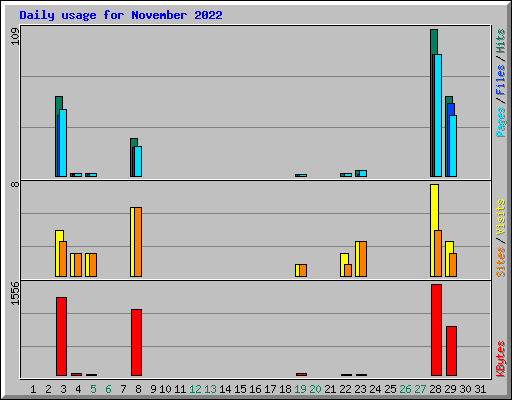 Daily usage for November 2022
109
8
1556
Pages / Files / Hits
Sites / Visits
KBytes
1 2 3 4 5 6 7 8 9 10 11 12 13 14 15 16 17 18 19 20 21 22 23 24 25 26 27 28 29 30 31